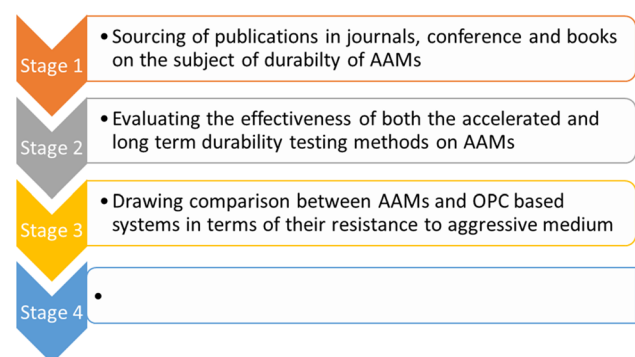 Stage 1
• Sourcing of publications in journals, conference and books
on the subject of durabilty of AAMs
Stage 2
• Evaluating the effectiveness of both the accelerated and
long term durability testing methods on AAMs
Stage 3
• Drawing comparison between AAMs and OPC based
systems in terms of their resistance to aggressive medium
Stage 4
•